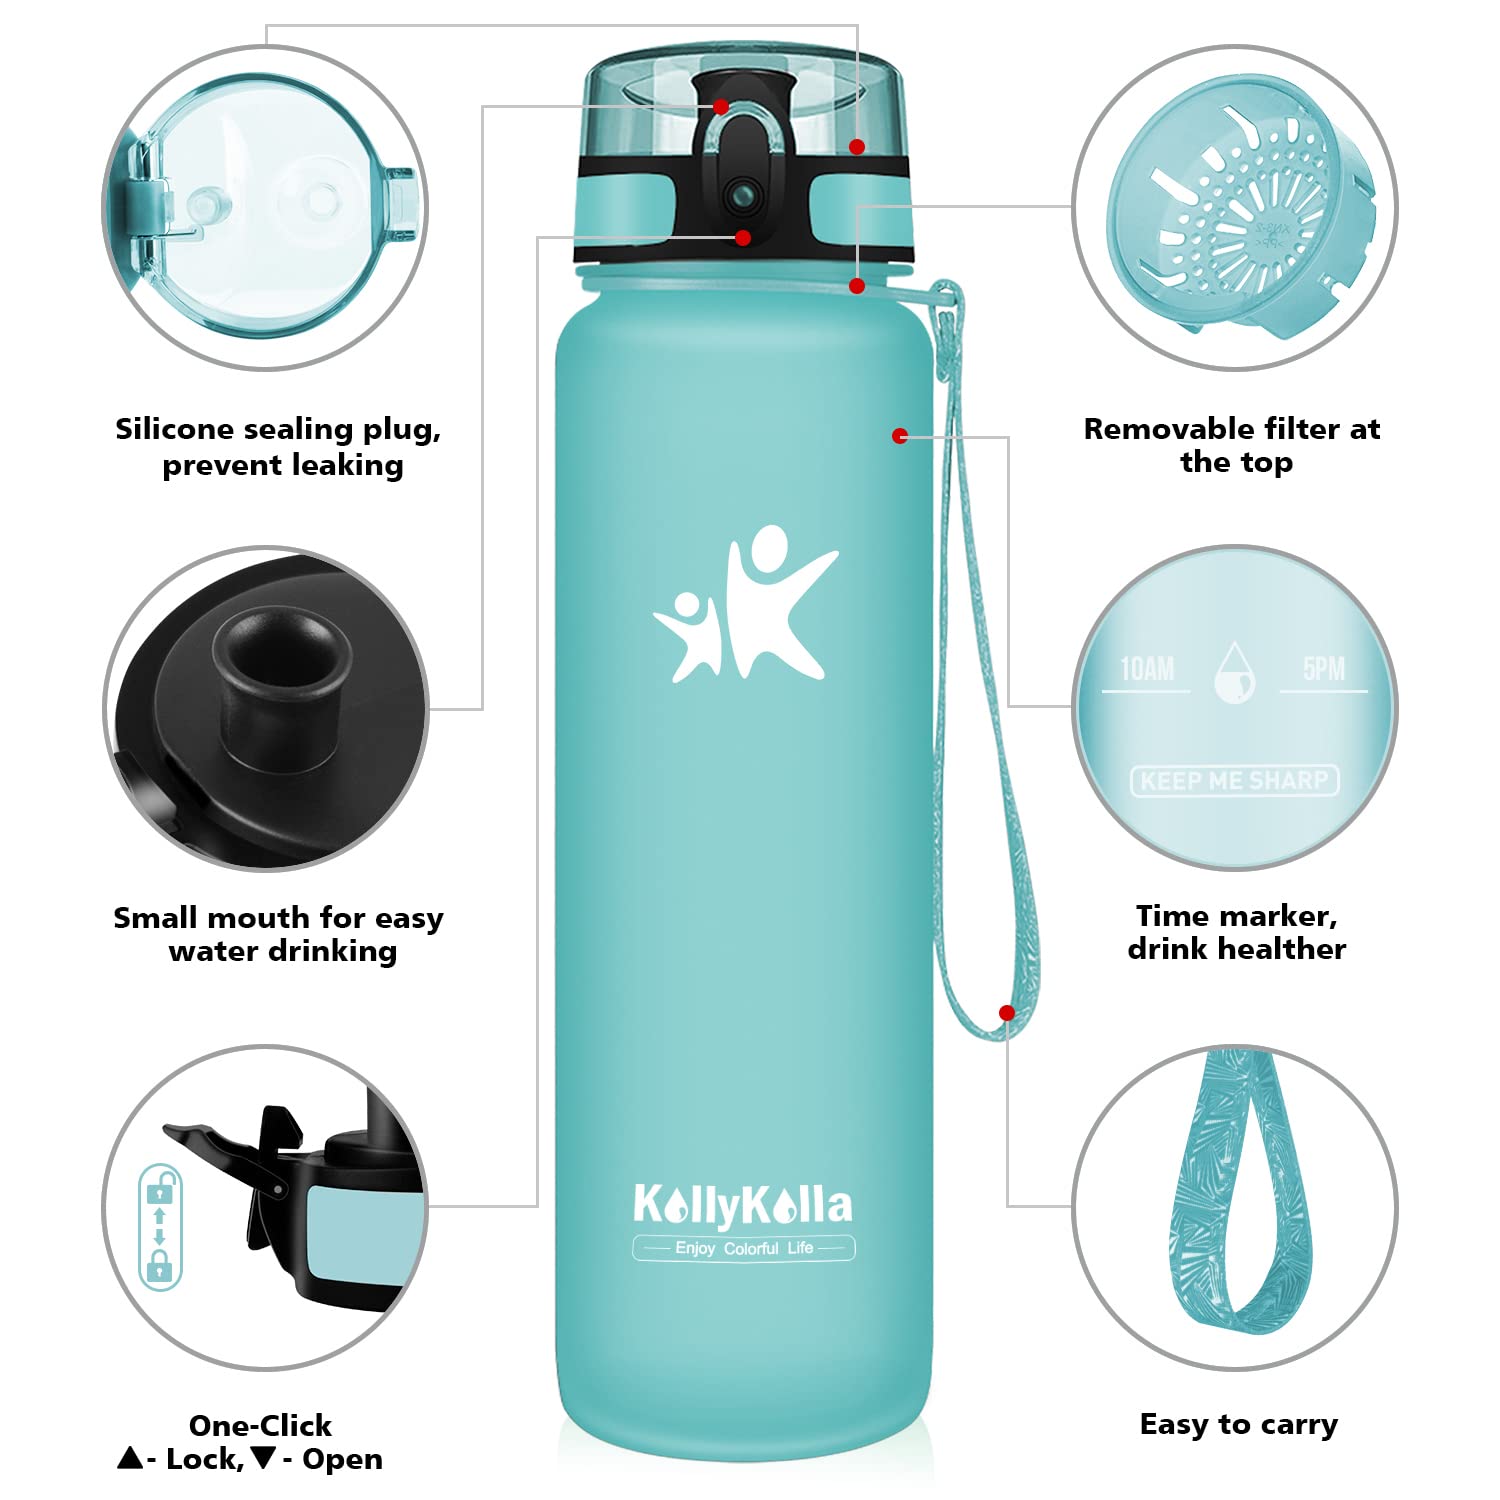 Silicone sealing plug,
prevent leaking
Small mouth for easy
water drinking
One-Click
▲- Lock, ▼- Open
KollyKolla
Enjoy Colorful Life
Removable filter at
the top
10AM
5PM
KEEP ME SHARP
Time marker,
drink healther
Easy to carry